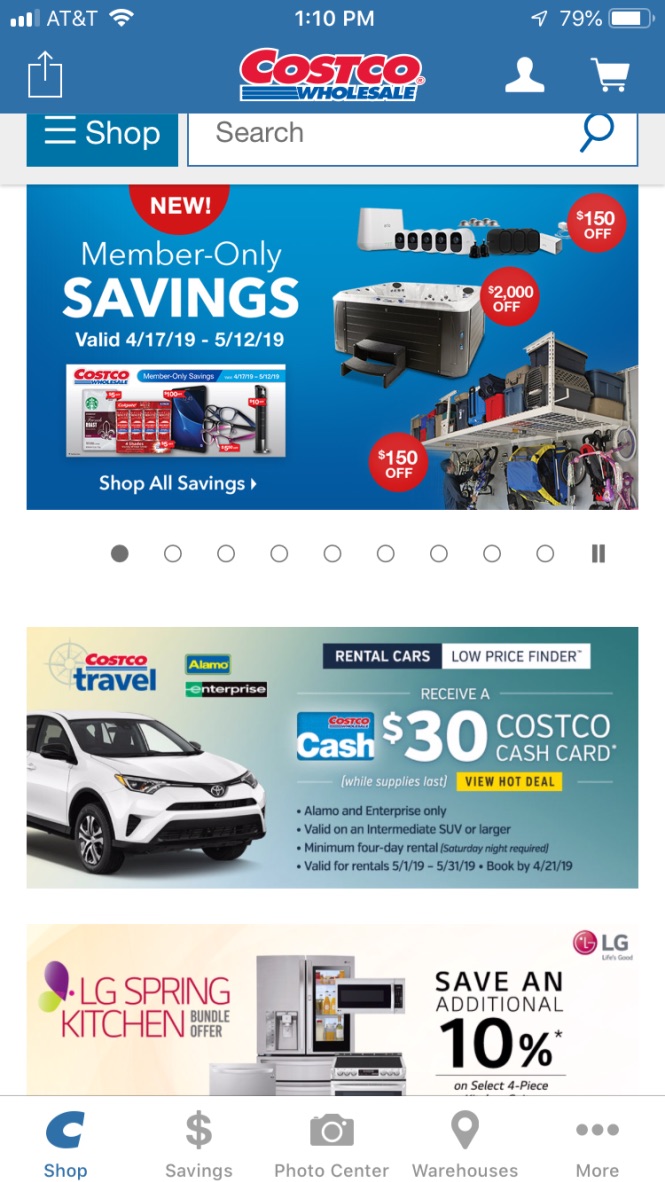 AT&T
1:10 PM
79%
COSTCO
WHOLESALE
Shop
Search
NEW!
Member-Only
SAVINGS
Valid 4/17/19 - 5/12/19
$150
OFF
$2,000
OFF
$150
OFF
COSTCO
WHOLESALE
Member-Only Savings
4/17/19 – 5/12/19
Shop All Savings
COSTCO
travel
Alamo
enterprise
RENTAL CARS
LOW PRICE FINDER™
RECEIVE A
COSTCO
WHOLESALE
Cash
$30
COSTCO
CASH CARD*
(while supplies last)
VIEW HOT DEAL
• Alamo and Enterprise only
• Valid on an Intermediate SUV or larger
• Minimum four-day rental (Saturday night required)
• Valid for rentals 5/1/19 – 5/31/19 • Book by 4/21/19
LG
Life's Good
LG SPRING
KITCHEN
BUNDLE
OFFER
SAVE AN
ADDITIONAL
10%*
on Select 4-Piece
Shop
Savings
Photo Center
Warehouses
More